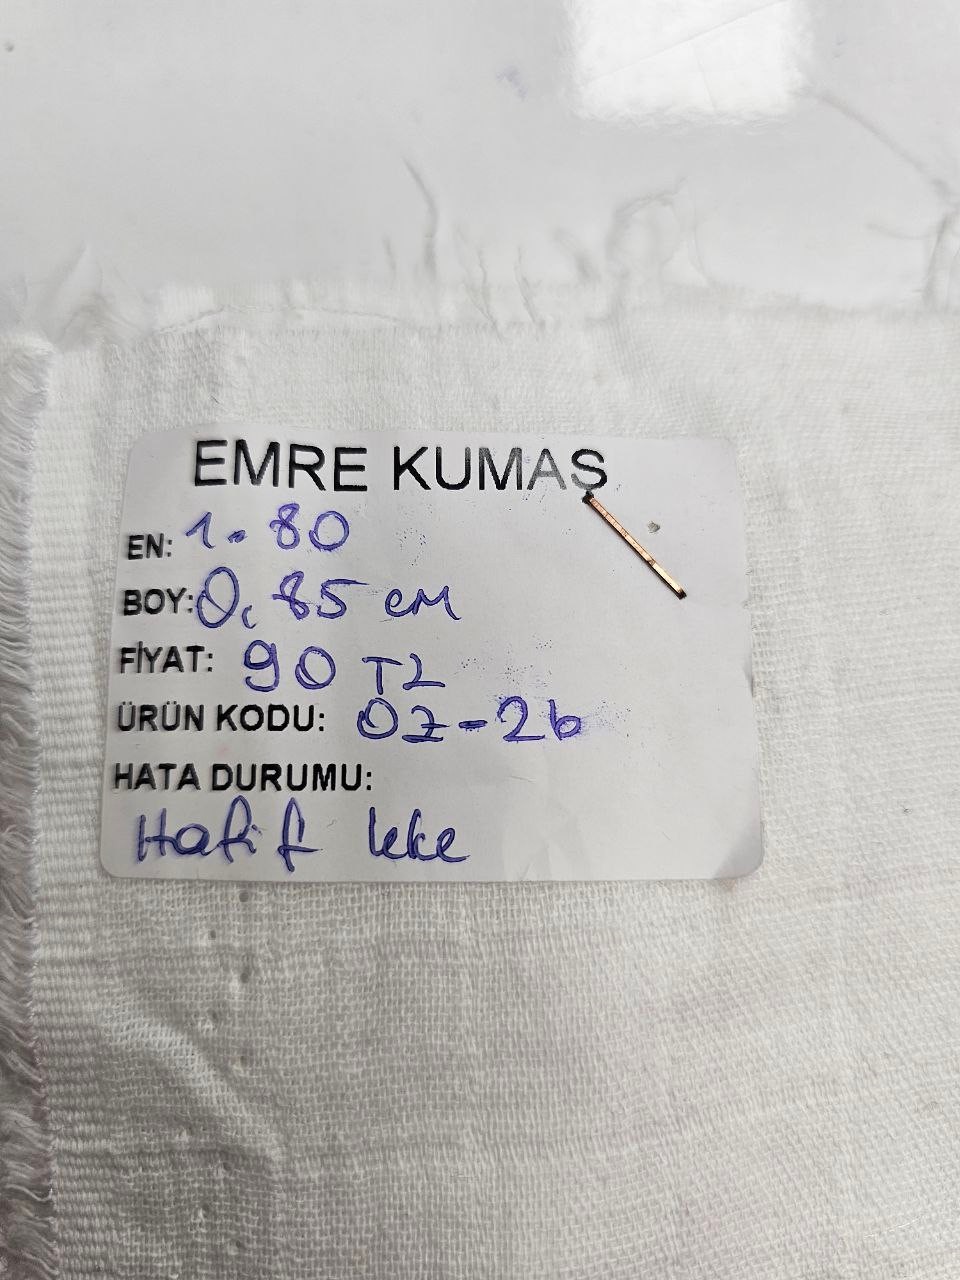 EMRE KUMAŞ
EN: 1.80
BOY: 0,85 cm
FİYAT: 90 TL
ÜRÜN KODU: OZ-26
HATA DURUMU:
Hafif leke